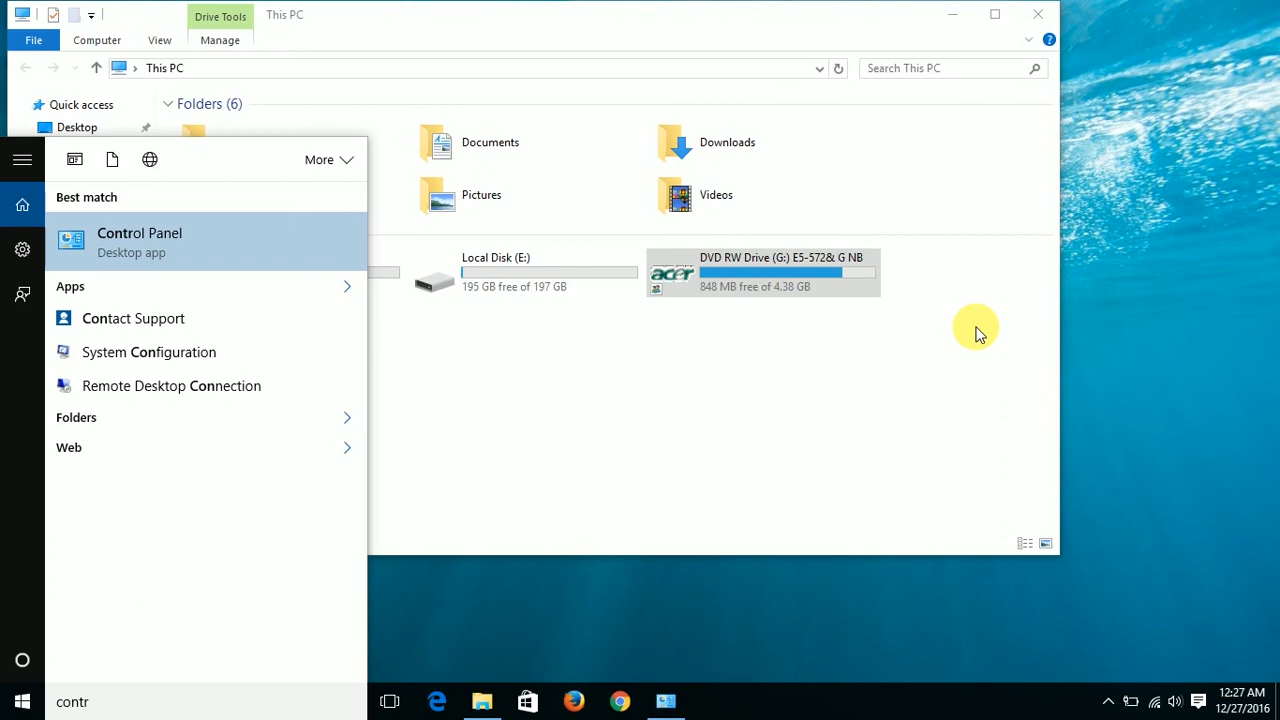 Drive Tools
This PC
File
Computer
View
Manage
This PC
Search This PC
Quick access
Desktop
Folders (6)
Documents
Downloads
Pictures
Videos
Local Disk (E:)
195 GB free of 197 GB
acer
DVD RW Drive (G:) E5-572& G NB
848 MB free of 4.38 GB
More
Best match
Control Panel
Desktop app
Apps
Contact Support
System Configuration
Remote Desktop Connection
Folders
Web
contr
12:27 AM
12/27/2016